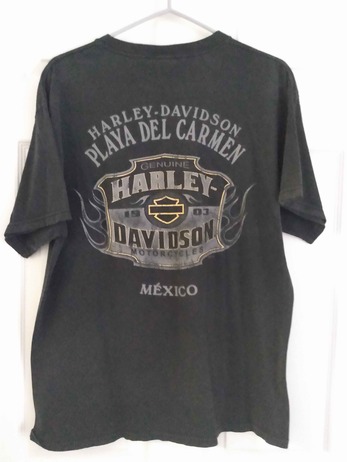 HARLEY-DAVIDSON
PLAYA DEL CARMEN
GENUINE
HARLEY-
19 03
DAVIDSON
MOTORCYCLES
MÉXICO